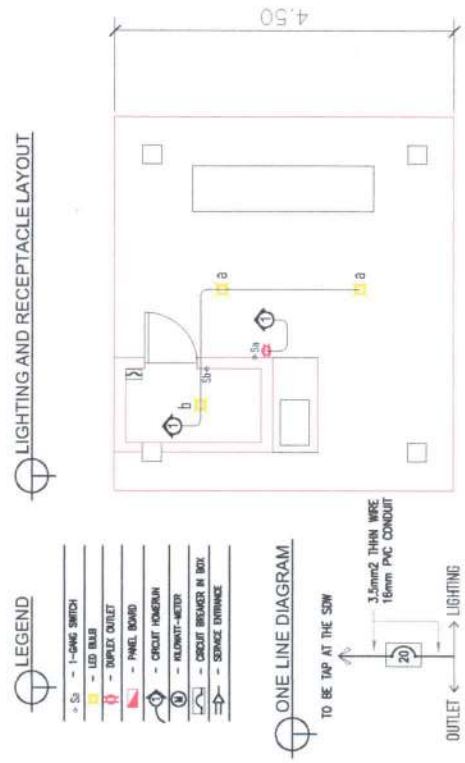 LIGHTING AND RECEPTACLE LAYOUT
4.50
a
a
b
Sb
Sa
1
1
LEGEND
Sa - 1-GANG SWITCH
- LED BULB
- DUPLEX OUTLET
- PANEL BOARD
1 - CIRCUIT HOMERUN
M - KILOWATT-METER
- CIRCUIT BREAKER IN BOX
- SERVICE ENTRANCE
ONE LINE DIAGRAM
TO BE TAP AT THE SDW
3.5mm2 THHN WIRE
16mm PVC CONDUIT
20
OUTLET
LIGHTING